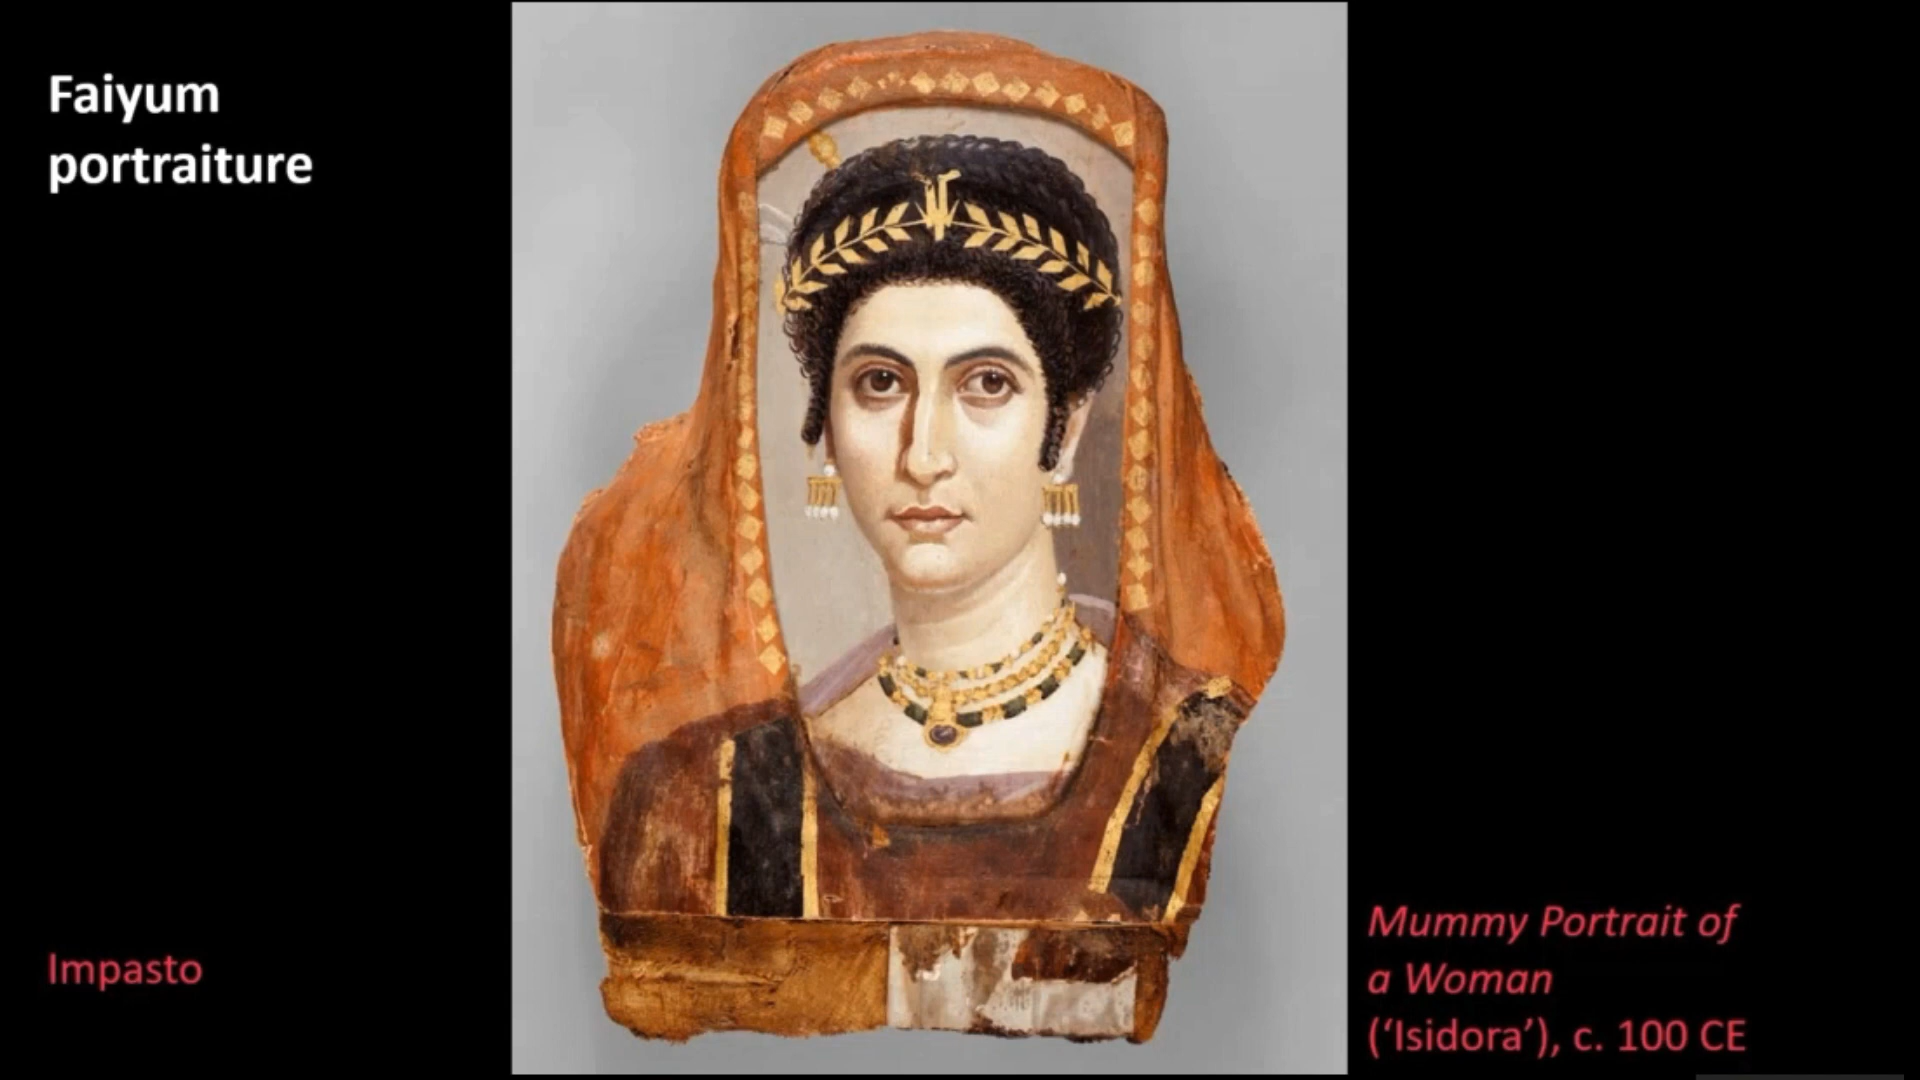 Faiyum
portraiture
Impasto
Mummy Portrait of
a Woman
(‘Isidora’), c. 100 CE